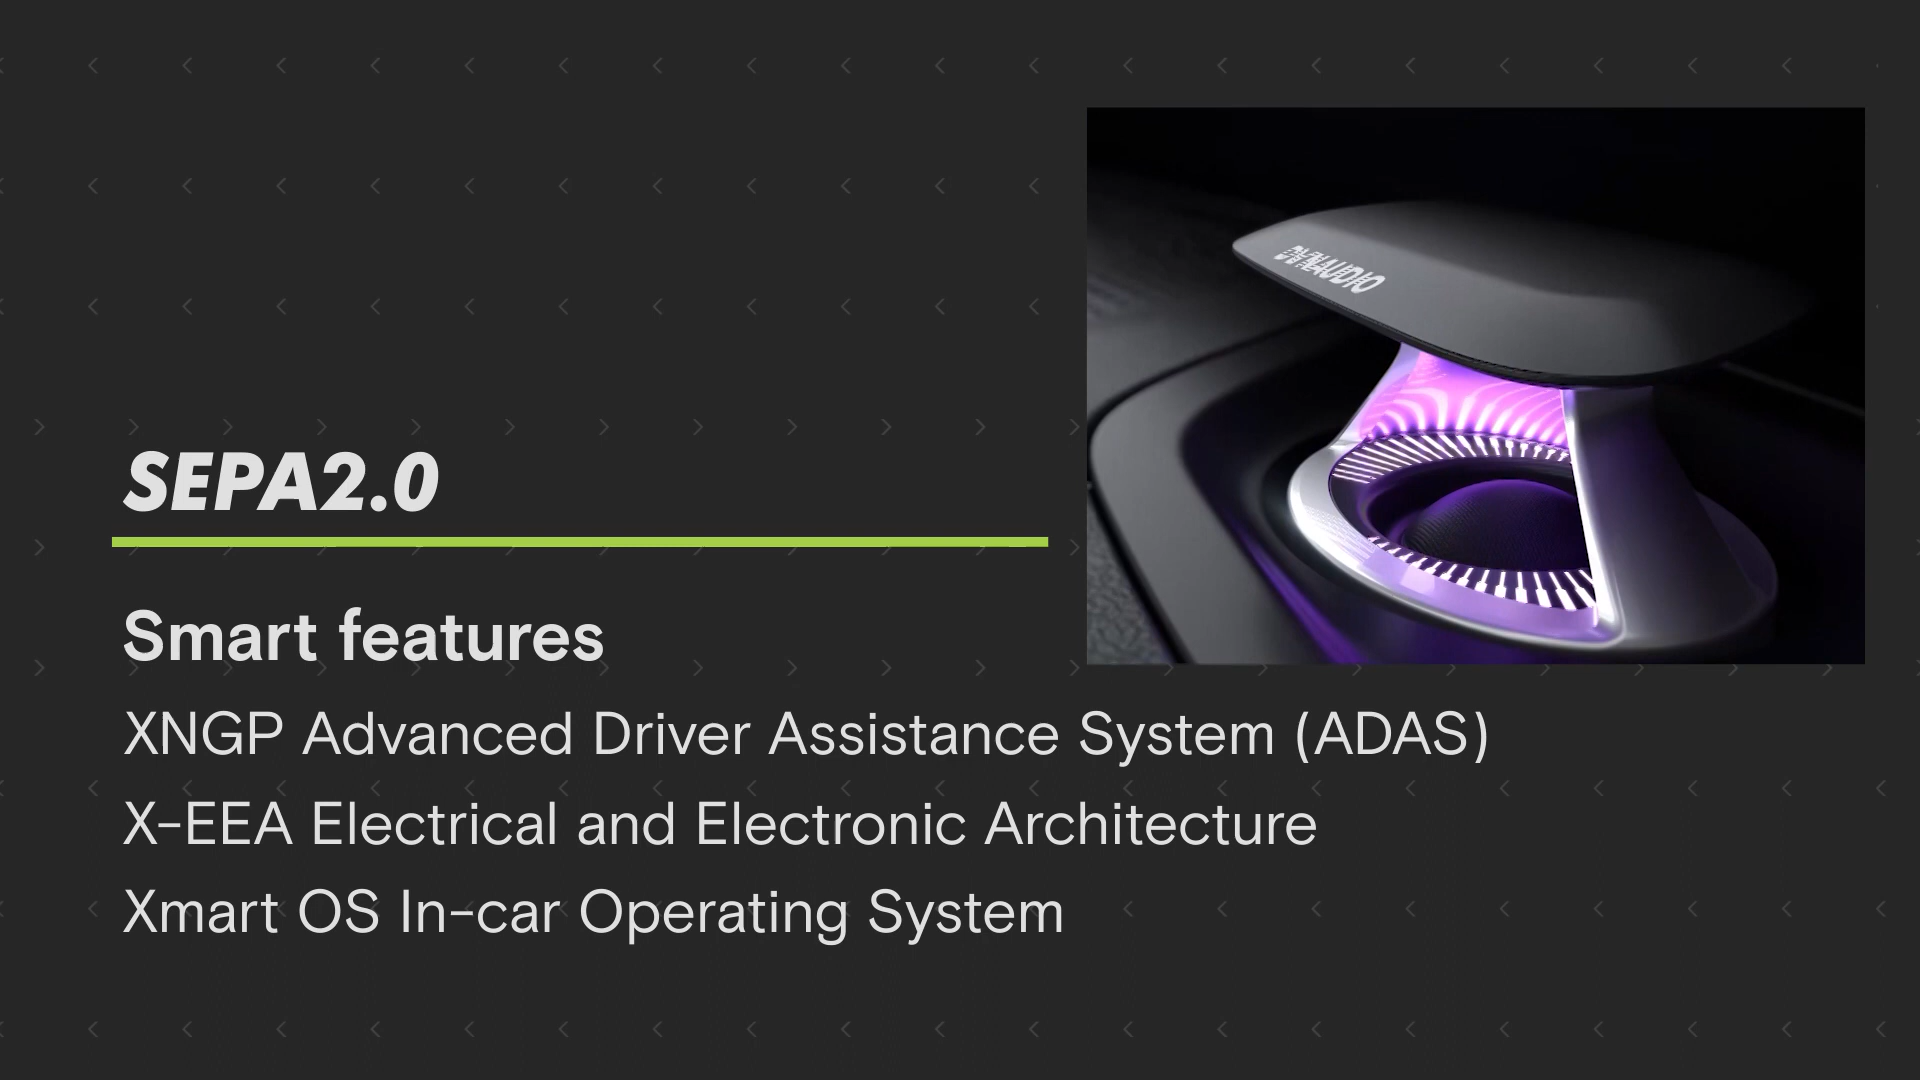 DYNAUDIO
SEPA2.0
Smart features
XNGP Advanced Driver Assistance System (ADAS)
X-EEA Electrical and Electronic Architecture
Xmart OS In-car Operating System